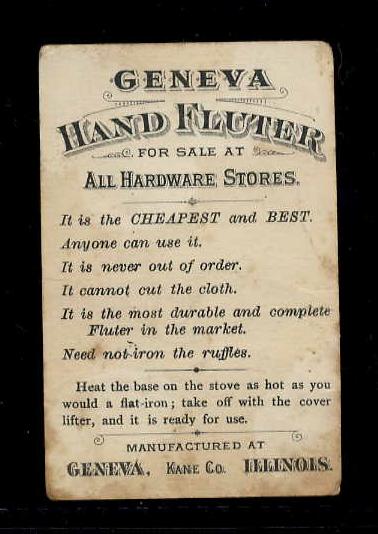 GENEVA
HAND FLUTER
FOR SALE AT
ALL HARDWARE STORES.
It is the CHEAPEST and BEST.
Anyone can use it.
It is never out of order.
It cannot cut the cloth.
It is the most durable and complete
Fluter in the market.
Need not iron the ruffles.
Heat the base on the stove as hot as you
would a flat-iron; take off with the cover
lifter, and it is ready for use.
MANUFACTURED AT
GENEVA, KANE CO. ILLINOIS.